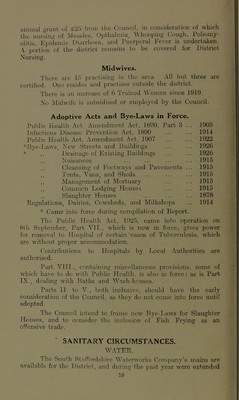 annual grant of £25 from the Council, in consideration of which
the nursing of Measles, Opthalmia, Whooping Cough, Poliomy-
olitis, Epidemic Diarrhoea, and Puerperal Fever is undertaken.
A portion of the district remains to be covered for District
Nursing.
Midwives.
There are 15 practising in the area. All but three are
certified. One resides and practises outside the district.
There is an increase of 6 Trained Women since 1919.
No Midwife is subsidised or employed by the Council.
Adoptive Acts and Bye-Laws in Force.
Public Health Act Amendment Act, 1890, Part 3 ... 1903
Infectious Disease Prevention Act, 1890 ... 1914
Public Health Act, Amendment Act, 1907 ... 1922
*Bye-Laws, New Streets and Buildings ... 1926
* ,, Drainage of Existing Buildings ... 1926
,, Nuisances ... 1915
,, Cleansing of Footways and Pavements ... 1915
,, Tents, Vans, and Sheds ... 1915
,, Management of Mortuary ... 1915
,, Common Lodging Houses ... 1915
,, Slaughter Houses ... 1878
Regulations, Dairies, Cowsheds, and Milkshops ... 1914
* Came into force during compilation of Report.
The Public Health Act, 1925, came into operation on
8th September, Part VII., which is now in force, gives power
for removal to Hospital of certain cases of Tuberculosis, which
are without proper accommodation.
Contributions to Hospitals by Local Authorities are
authorised.
Part VIII., containing miscellaneous provisions, some of
which have to do with Public Health, is also in force; as is Part
IX., dealing with Baths and Wash-houses.
Parts II. to V., both inclusive, should have the early
consideration of the Council, as they do not come into force until
adopted.
The Council intend to frame new Bye-Laws for Slaughter
Houses, and to consider the inclusion of Fish Frying as an
offensive trade.
SANITARY CIRCUMSTANCES.
WATER.
The South Staffordshire Waterworks Company's mains are
available for the District, and during the past year were extended
10